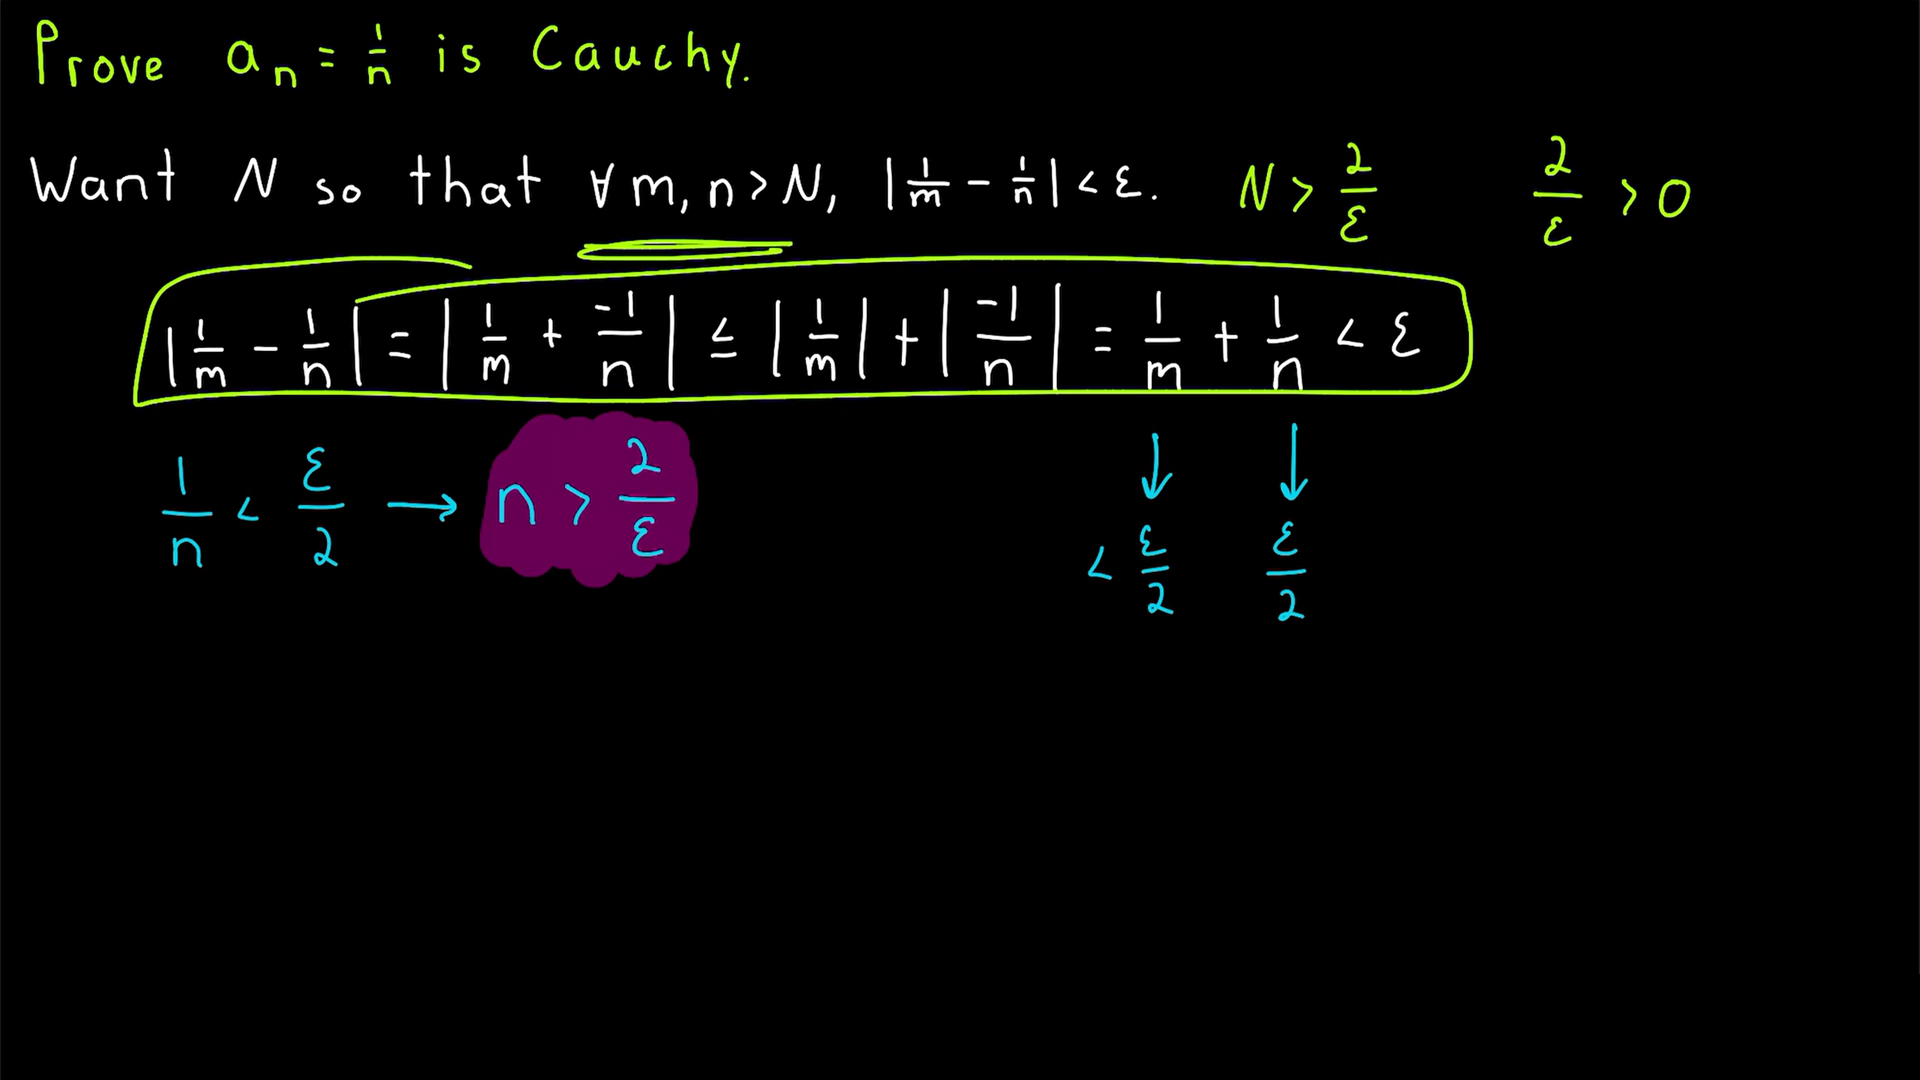 Prove aₙ = 1/n is Cauchy.
Want N so that ∀ m, n > N, |1/m − 1/n| < ε. N > 2/ε 2/ε > 0
|1/m − 1/n| = |1/m + −1/n| ≤ |1/m| + |−1/n| = 1/m + 1/n < ε
1/n < ε/2 → n > 2/ε ↓ ↓
< ε/2 ε/2